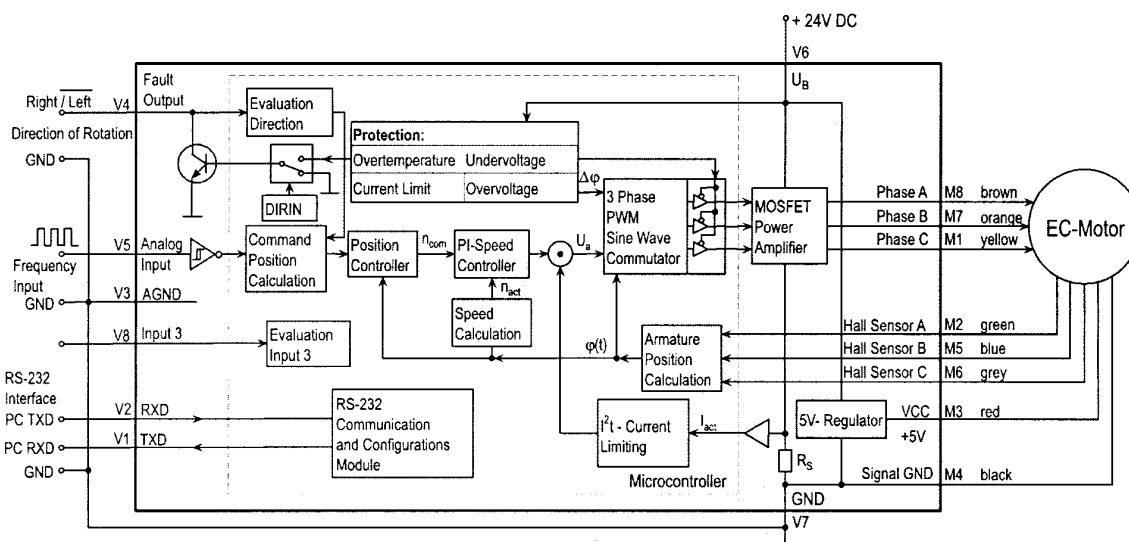 + 24V DC
V6
U_B
Right / Left
V4
Fault
Output
Direction of Rotation
GND
Evaluation
Direction
Protection:
Overtemperature Undervoltage
Current Limit Overvoltage
DIRIN
Δφ
3 Phase
PWM
Sine Wave
Commutator
MOSFET
Power
Amplifier
Phase A M8 brown
Phase B M7 orange
Phase C M1 yellow
EC-Motor
V5
Analog
Input
Frequency
Input
Command
Position
Calculation
Position
Controller
n_com
PI-Speed
Controller
U_a
n_act
Speed
Calculation
GND
V3 AGND
V8 Input 3
Evaluation
Input 3
φ(t)
Armature
Position
Calculation
Hall Sensor A M2 green
Hall Sensor B M5 blue
Hall Sensor C M6 grey
RS-232
Interface
PC TXD V2 RXD
PC RXD V1 TXD
GND
RS-232
Communication
and Configurations
Module
I²t - Current
Limiting
I_act
5V- Regulator
VCC M3 red
+5V
R_S
Microcontroller
Signal GND M4 black
GND
V7